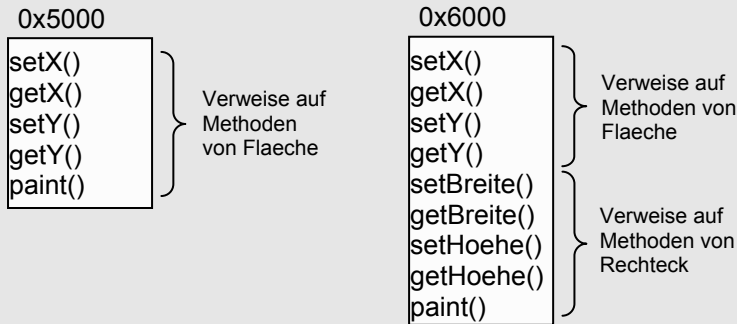 0x5000
setX()
getX()
setY()
getY()
paint()
Verweise auf
Methoden
von Flaeche
0x6000
setX()
getX()
setY()
getY()
setBreite()
getBreite()
setHoehe()
getHoehe()
paint()
Verweise auf
Methoden von
Flaeche
Verweise auf
Methoden von
Rechteck